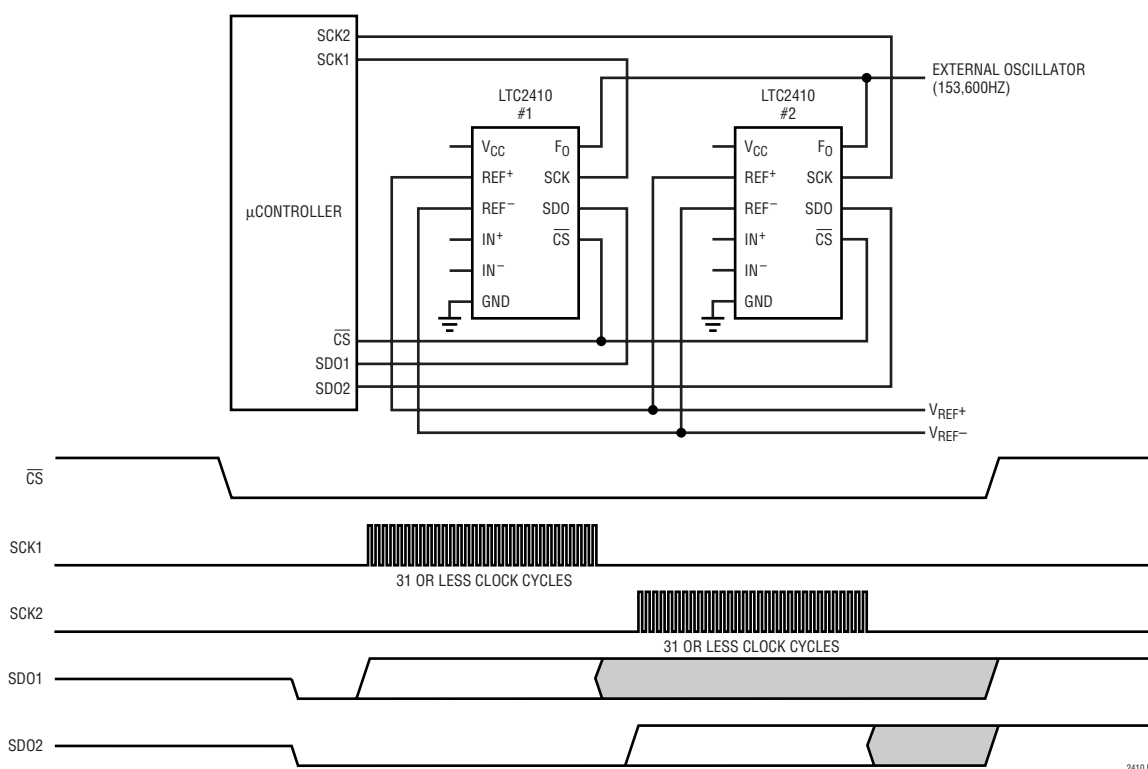 SCK2
SCK1
EXTERNAL OSCILLATOR
(153,600HZ)
LTC2410
#1
LTC2410
#2
μCONTROLLER
VCC FO
REF+ SCK
REF− SDO
IN+ CS
IN−
GND
VCC FO
REF+ SCK
REF− SDO
IN+ CS
IN−
GND
CS
SDO1
SDO2
VREF+
VREF−
CS
SCK1
31 OR LESS CLOCK CYCLES
SCK2
31 OR LESS CLOCK CYCLES
SDO1
SDO2